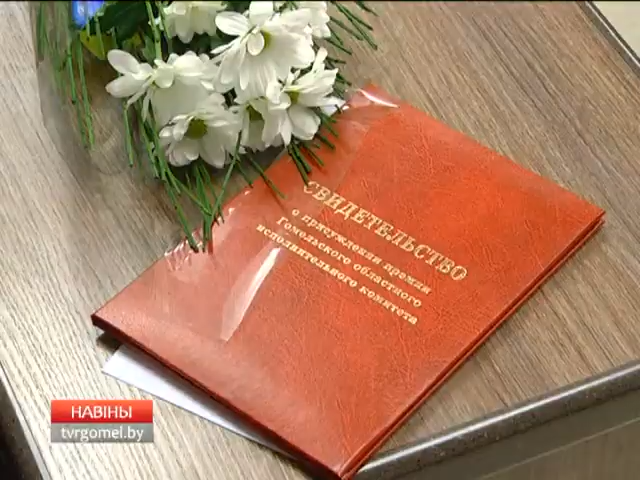 СВИДЕТЕЛЬСТВО
о присуждении премии
Гомельского областного
исполнительного комитета
НАВІНЫ
tvrgomel.by